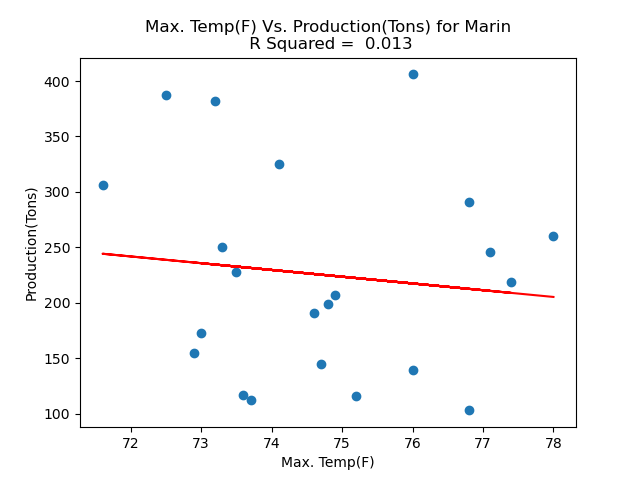 Max. Temp(F) Vs. Production(Tons) for Marin
R Squared =  0.013
400
350
300
250
200
150
100
Production(Tons)
72 73 74 75 76 77 78
Max. Temp(F)